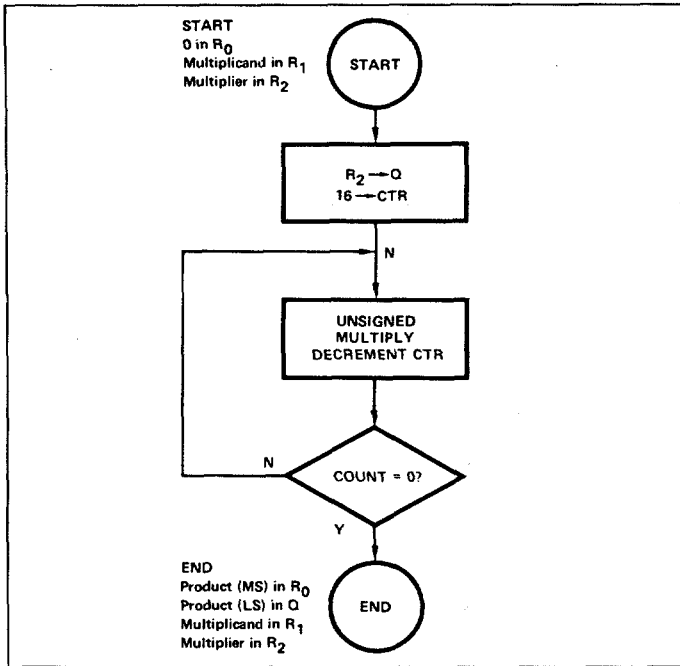 START
0 in R0
Multiplicand in R1
Multiplier in R2
START
R2 → Q
16 → CTR
N
UNSIGNED
MULTIPLY
DECREMENT CTR
N
COUNT = 0?
Y
END
Product (MS) in R0
Product (LS) in Q
Multiplicand in R1
Multiplier in R2
END